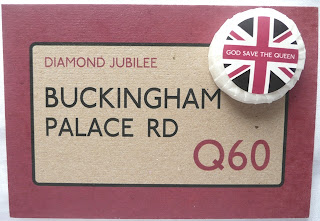 DIAMOND JUBILEE
GOD SAVE THE QUEEN
BUCKINGHAM
PALACE RD
Q60